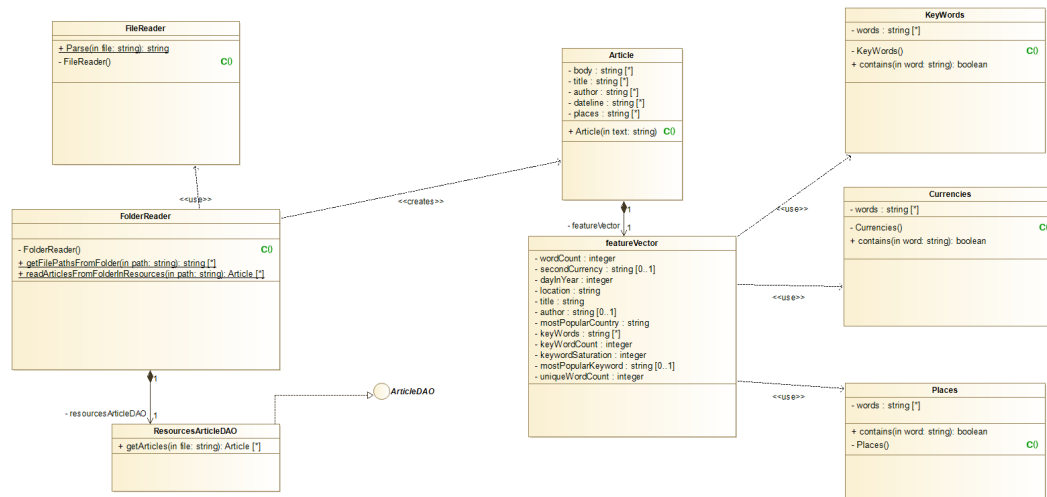 FileReader
+ Parse(in file: string): string
- FileReader() C()
<<use>>
FolderReader
- FolderReader() C()
+ getFilePathsFromFolder(in path: string): string [*]
+ readArticlesFromFolderInResources(in path: string): Article [*]
1
- resourcesArticleDAO 1
ResourcesArticleDAO
+ getArticles(in file: string): Article [*]
ArticleDAO
<<creates>>
Article
- body : string [*]
- title : string [*]
- author : string [*]
- dateline : string [*]
- places : string [*]
+ Article(in text: string) C()
1
- featureVector 1
featureVector
- wordCount : integer
- secondCurrency : string [0..1]
- dayInYear : integer
- location : string
- title : string
- author : string [0..1]
- mostPopularCountry : string
- keyWords : string [*]
- keyWordCount : integer
- keywordSaturation : integer
- mostPopularKeyword : string [0..1]
- uniqueWordCount : integer
<<use>>
<<use>>
<<use>>
KeyWords
- words : string [*]
- KeyWords() C()
+ contains(in word: string): boolean
Currencies
- words : string [*]
- Currencies() C()
+ contains(in word: string): boolean
Places
- words : string [*]
+ contains(in word: string): boolean
- Places() C()